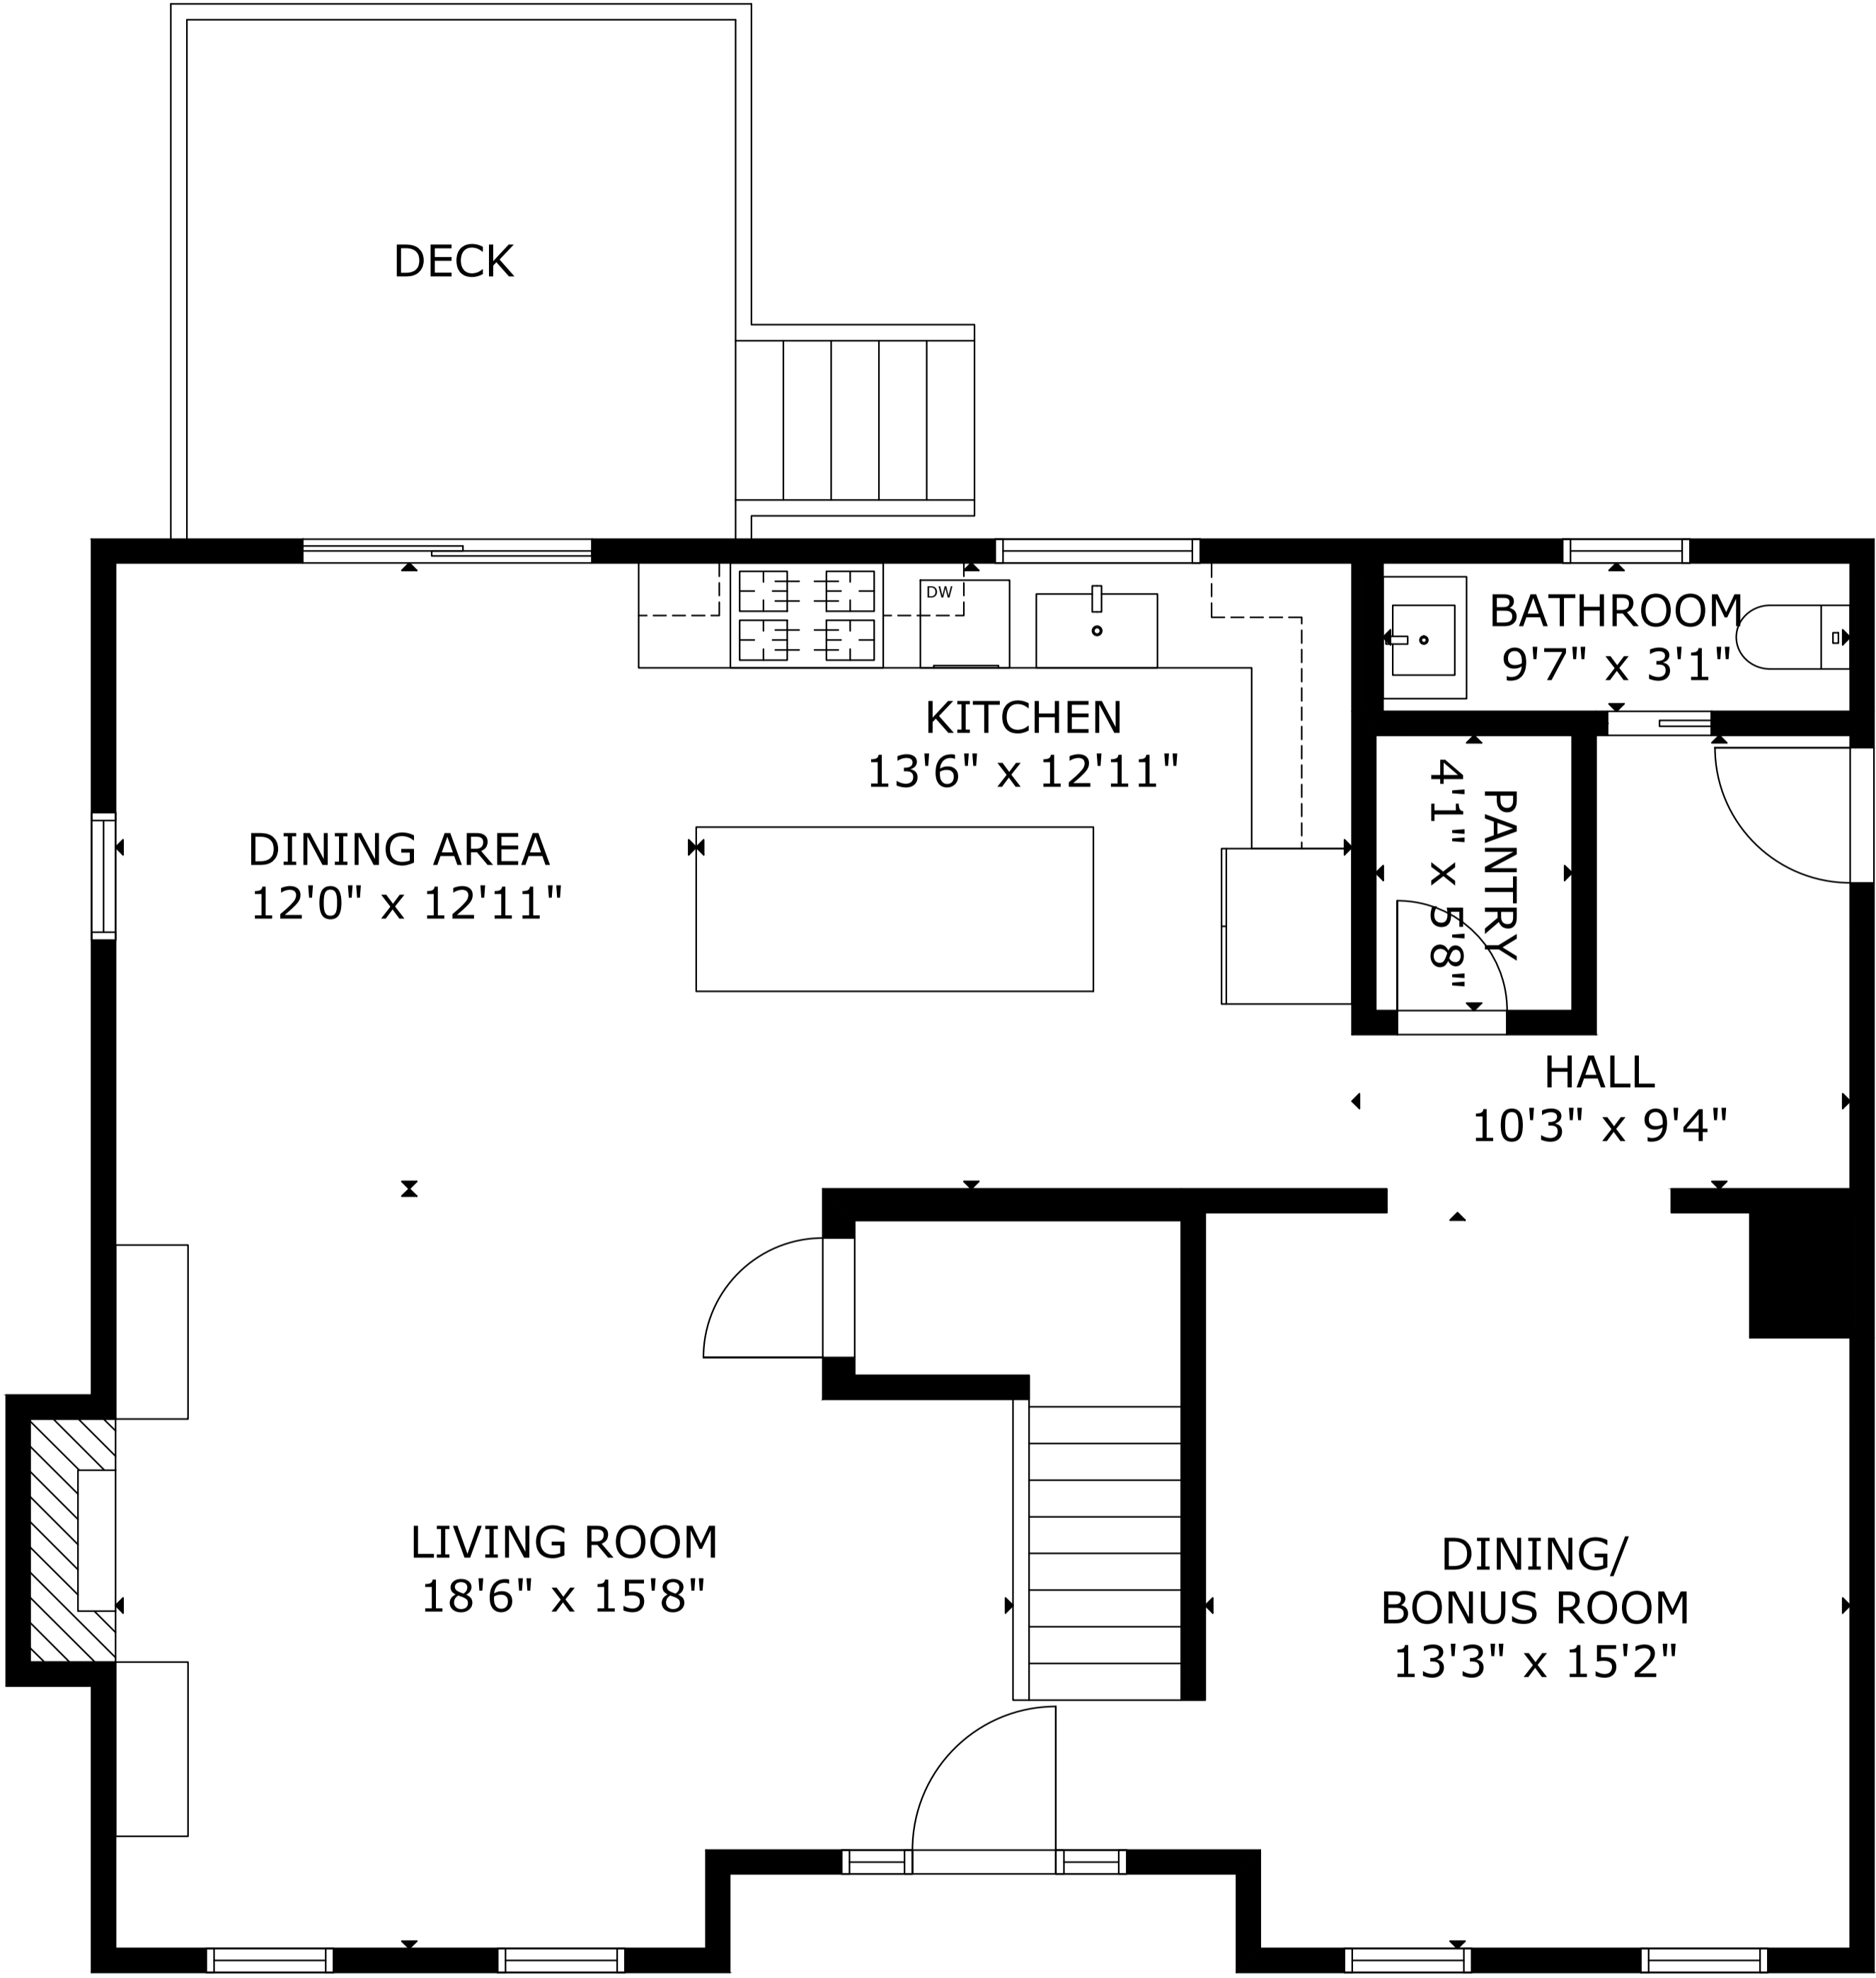 DECK
DW
BATHROOM
9'7" x 3'1"
KITCHEN
13'6" x 12'11"
PANTRY
4'1" x 5'8"
DINING AREA
12'0" x 12'11"
HALL
10'3" x 9'4"
LIVING ROOM
18'6" x 15'8"
DINING/
BONUS ROOM
13'3" x 15'2"